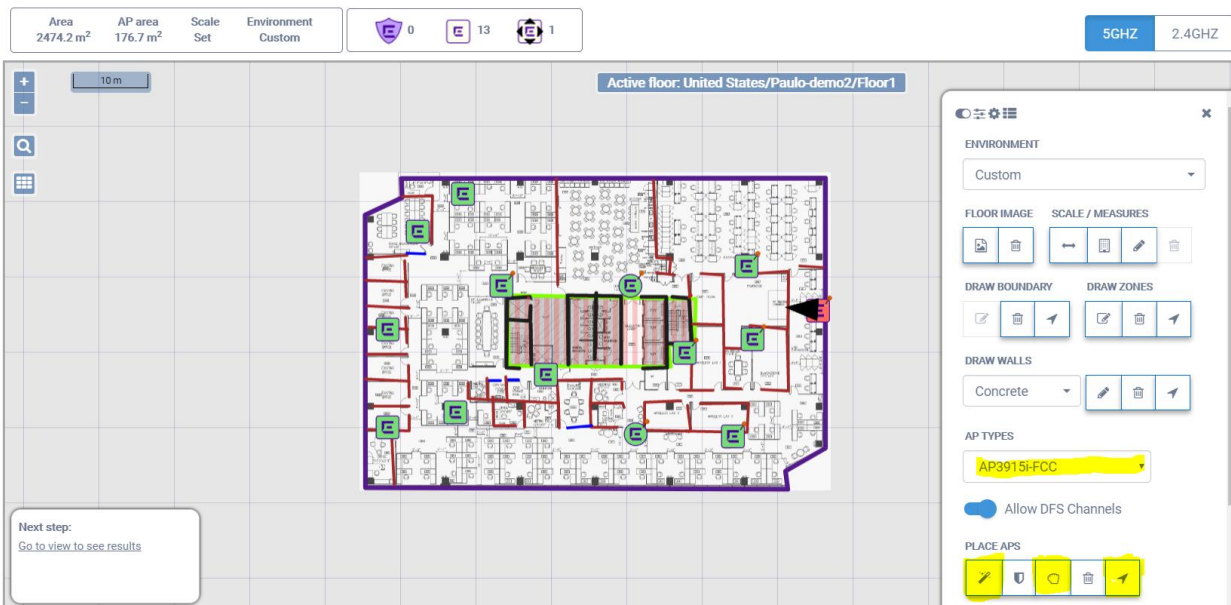 Area
2474.2 m²
AP area
176.7 m²
Scale
Set
Environment
Custom
0
13
1
5GHZ
2.4GHZ
+
−
10 m
Active floor: United States/Paulo-demo2/Floor1
ENVIRONMENT
Custom
FLOOR IMAGE
SCALE / MEASURES
DRAW BOUNDARY
DRAW ZONES
DRAW WALLS
Concrete
AP TYPES
AP3915i-FCC
Allow DFS Channels
PLACE APS
Next step:
Go to view to see results